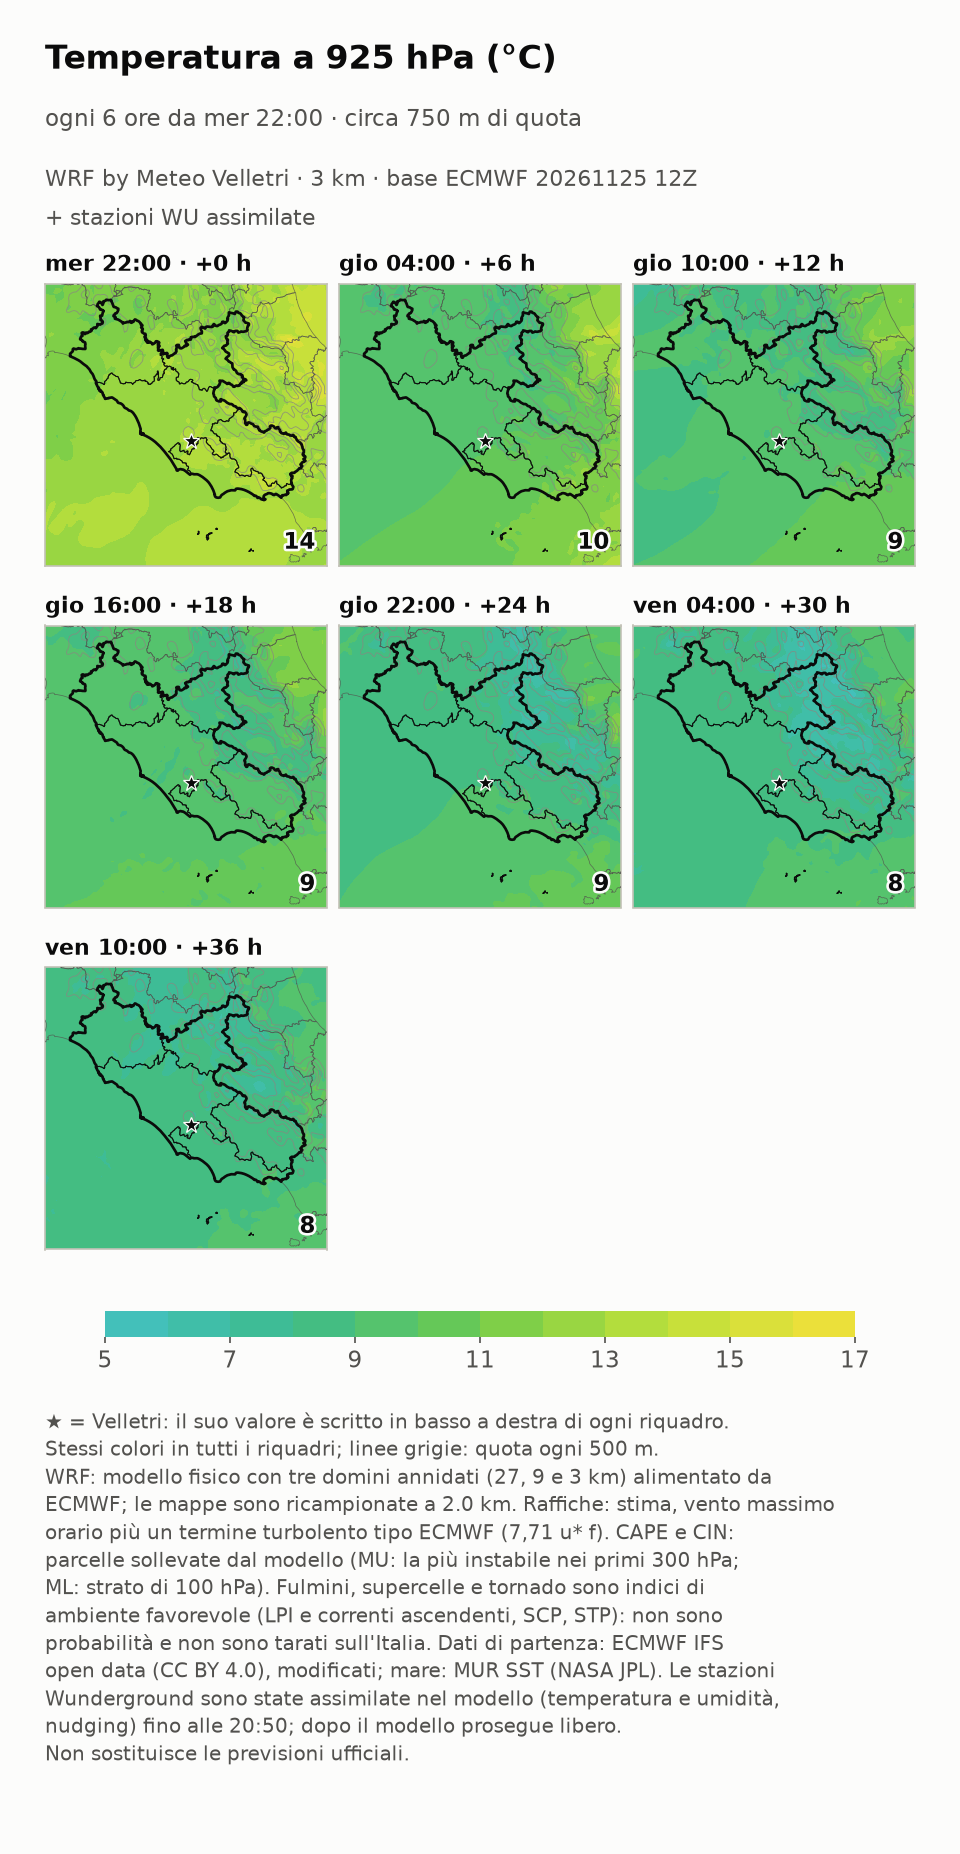 Temperatura a 925 hPa (°C)
ogni 6 ore da mer 22:00 · circa 750 m di quota
WRF by Meteo Velletri · 3 km · base ECMWF 20261125 12Z
+ stazioni WU assimilate
mer 22:00 · +0 h
gio 04:00 · +6 h
gio 10:00 · +12 h
14
10
9
gio 16:00 · +18 h
gio 22:00 · +24 h
ven 04:00 · +30 h
9
9
8
ven 10:00 · +36 h
8
5 7 9 11 13 15 17
★ = Velletri: il suo valore è scritto in basso a destra di ogni riquadro.
Stessi colori in tutti i riquadri; linee grigie: quota ogni 500 m.
WRF: modello fisico con tre domini annidati (27, 9 e 3 km) alimentato da
ECMWF; le mappe sono ricampionate a 2.0 km. Raffiche: stima, vento massimo
orario più un termine turbolento tipo ECMWF (7,71 u* f). CAPE e CIN:
parcelle sollevate dal modello (MU: la più instabile nei primi 300 hPa;
ML: strato di 100 hPa). Fulmini, supercelle e tornado sono indici di
ambiente favorevole (LPI e correnti ascendenti, SCP, STP): non sono
probabilità e non sono tarati sull'Italia. Dati di partenza: ECMWF IFS
open data (CC BY 4.0), modificati; mare: MUR SST (NASA JPL). Le stazioni
Wunderground sono state assimilate nel modello (temperatura e umidità,
nudging) fino alle 20:50; dopo il modello prosegue libero.
Non sostituisce le previsioni ufficiali.